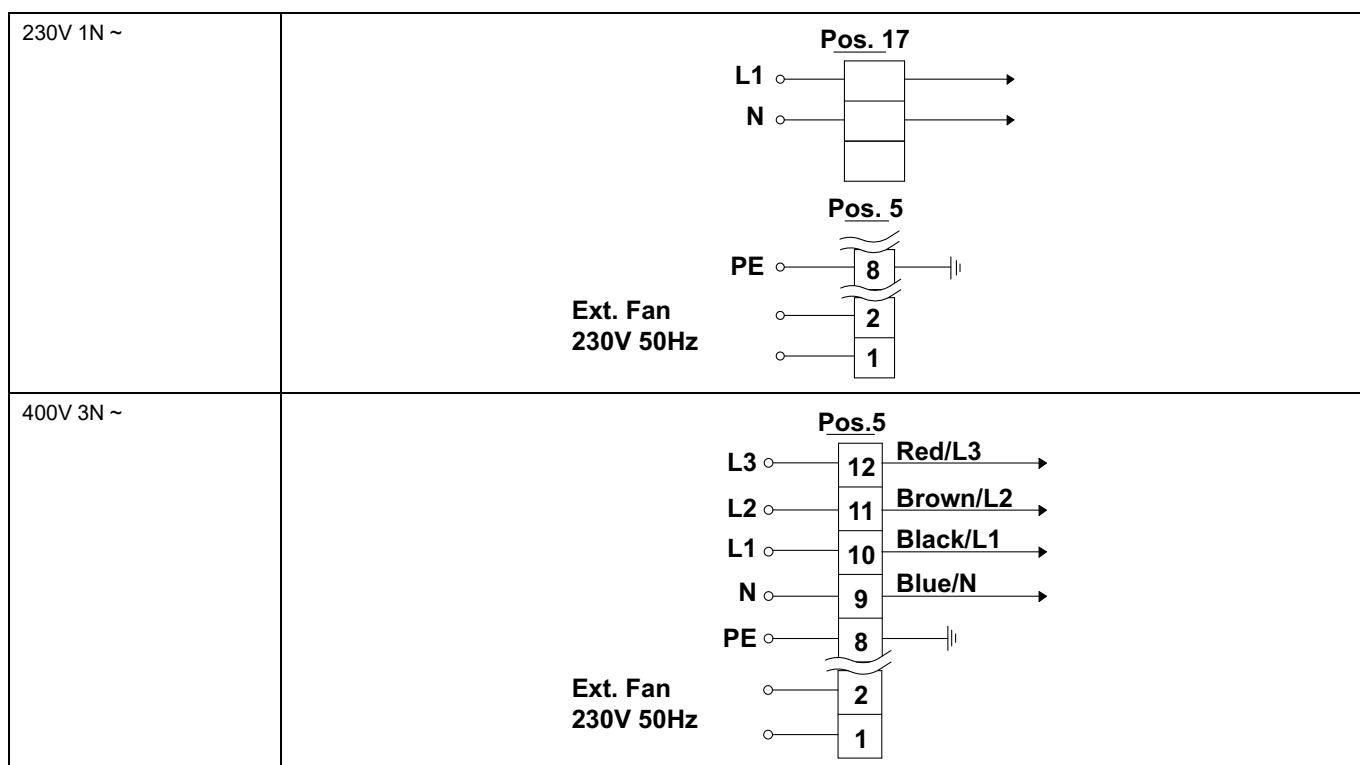 230V 1N ~
Pos. 17
L1
N
Pos. 5
PE
8
Ext. Fan
230V 50Hz
2
1
400V 3N ~
Pos.5
L3 12 Red/L3
L2 11 Brown/L2
L1 10 Black/L1
N 9 Blue/N
PE 8
Ext. Fan
230V 50Hz
2
1